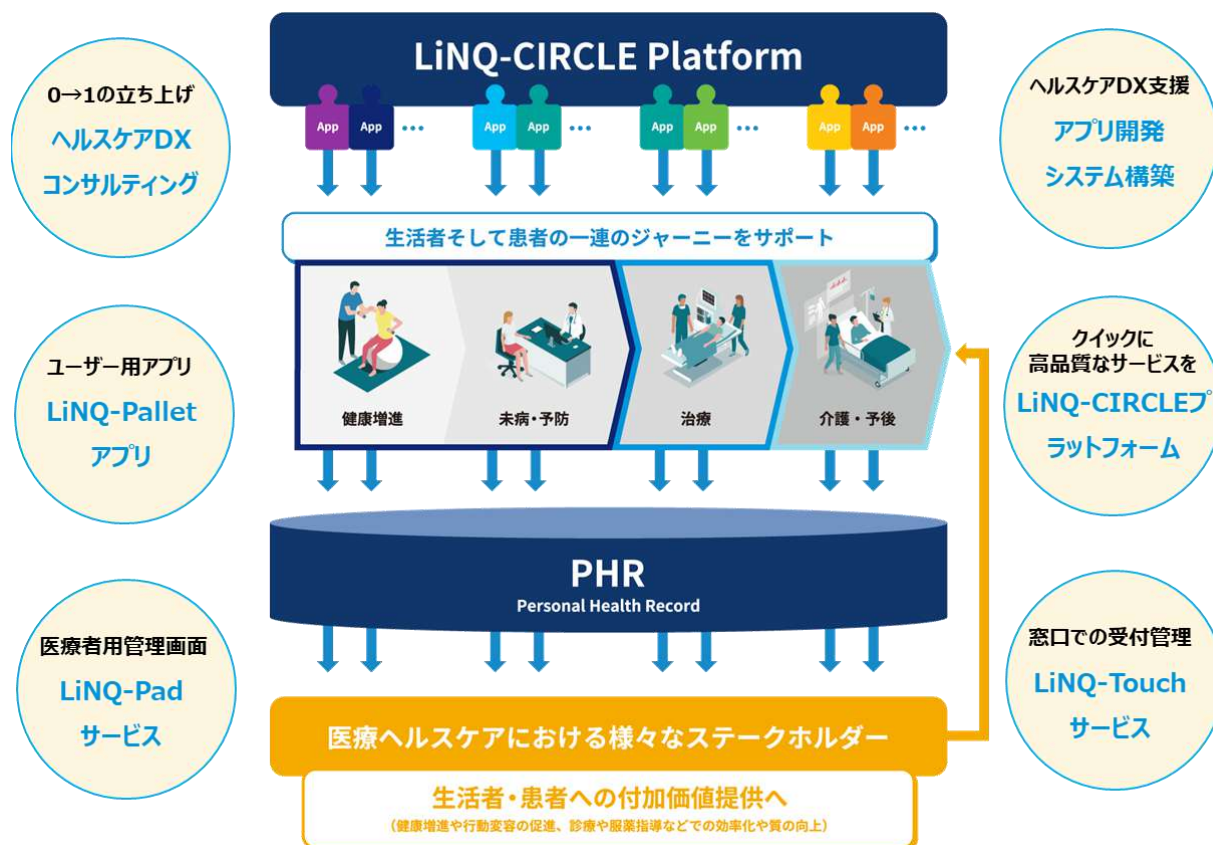 LiNQ-CIRCLE Platform
App
App
•••
App
App
•••
App
App
•••
App
App
•••
0→1の立ち上げ
ヘルスケアDX
コンサルティング
ヘルスケアDX支援
アプリ開発
システム構築
生活者そして患者の一連のジャーニーをサポート
健康増進
未病・予防
治療
介護・予後
ユーザー用アプリ
LiNQ-Pallet
アプリ
クイックに
高品質なサービスを
LiNQ-CIRCLEプ
ラットフォーム
PHR
Personal Health Record
医療者用管理画面
LiNQ-Pad
サービス
窓口での受付管理
LiNQ-Touch
サービス
医療ヘルスケアにおける様々なステークホルダー
生活者・患者への付加価値提供へ
(健康増進や行動変容の促進、診療や服薬指導などでの効率化や質の向上)